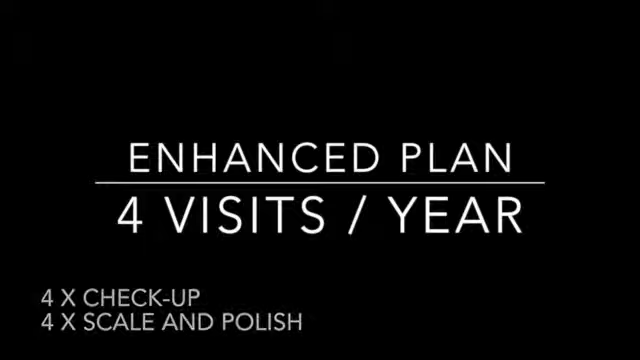 ENHANCED PLAN
4 VISITS / YEAR
4 X CHECK-UP
4 X SCALE AND POLISH